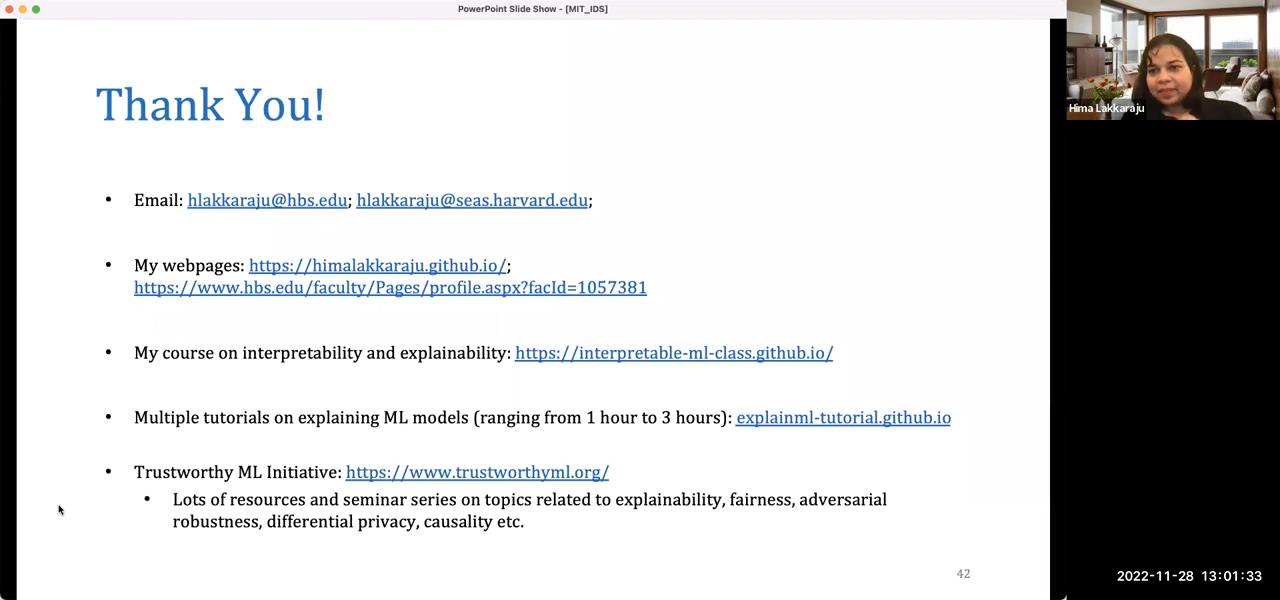 PowerPoint Slide Show - [MIT_IDS]
Thank You!
• Email: hlakkaraju@hbs.edu; hlakkaraju@seas.harvard.edu;
• My webpages: https://himalakkaraju.github.io/;
https://www.hbs.edu/faculty/Pages/profile.aspx?facId=1057381
• My course on interpretability and explainability: https://interpretable-ml-class.github.io/
• Multiple tutorials on explaining ML models (ranging from 1 hour to 3 hours): explainml-tutorial.github.io
• Trustworthy ML Initiative: https://www.trustworthyml.org/
• Lots of resources and seminar series on topics related to explainability, fairness, adversarial
robustness, differential privacy, causality etc.
42
Hima Lakkaraju
2022-11-28 13:01:33